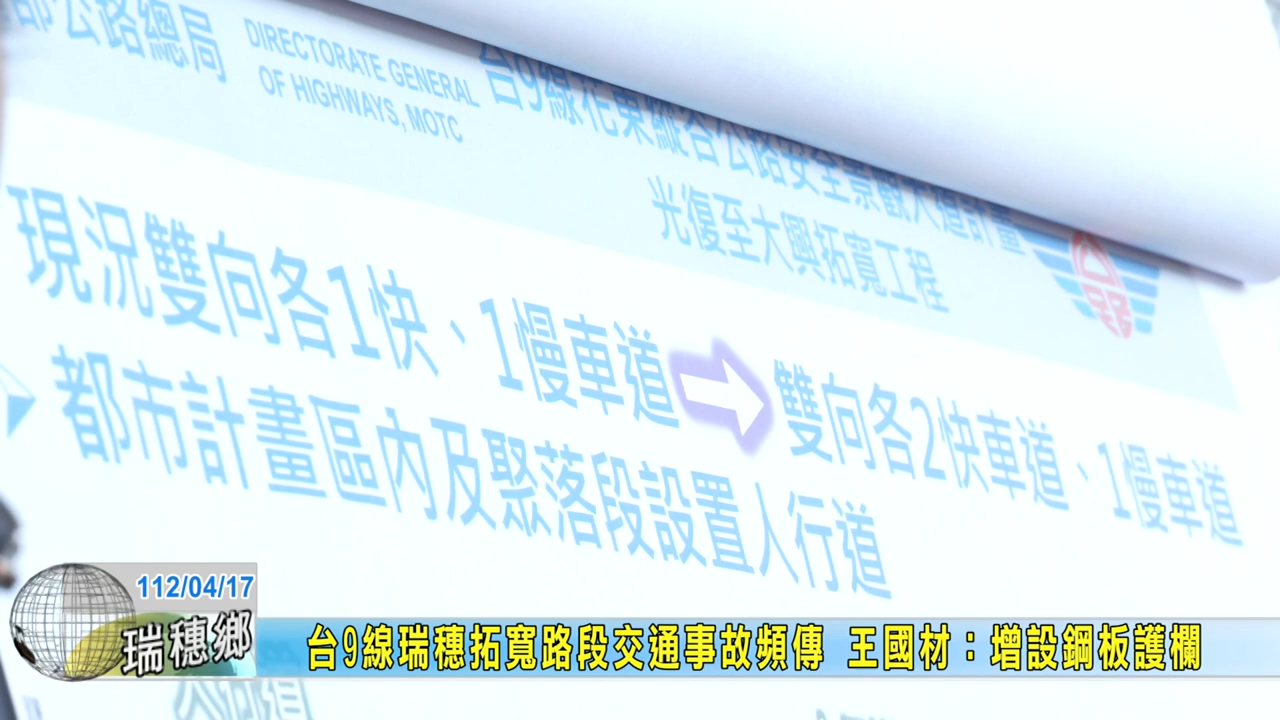 部公路總局
DIRECTORATE GENERAL
OF HIGHWAYS, MOTC
台9線花東縱谷公路安全景觀大道計畫
光復至大興拓寬工程
現況雙向各1快、1慢車道
雙向各2快車道、1慢車道
都市計畫區內及聚落段設置人行道
112/04/17
瑞穗鄉
台9線瑞穗拓寬路段交通事故頻傳 王國材：增設鋼板護欄